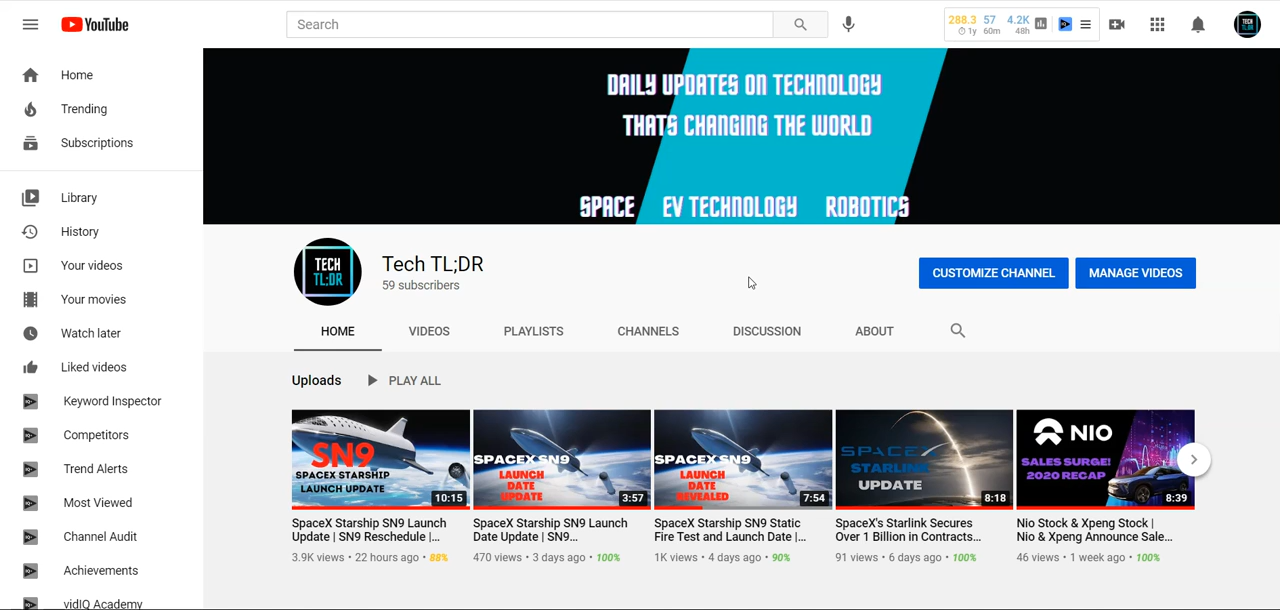 YouTube
Search
288.3 57 4.2K
1y 60m 48h
TECH
TL;DR
Home
Trending
Subscriptions
Library
History
Your videos
Your movies
Watch later
Liked videos
Keyword Inspector
Competitors
Trend Alerts
Most Viewed
Channel Audit
Achievements
vidIQ Academy
DAILY UPDATES ON TECHNOLOGY
THATS CHANGING THE WORLD
SPACE EV TECHNOLOGY ROBOTICS
TECH
TL:DR
Tech TL;DR
59 subscribers
CUSTOMIZE CHANNEL MANAGE VIDEOS
HOME VIDEOS PLAYLISTS CHANNELS DISCUSSION ABOUT
Uploads PLAY ALL
SN9
SPACEX STARSHIP
LAUNCH UPDATE
10:15
SpaceX Starship SN9 Launch
Update | SN9 Reschedule |...
3.9K views • 22 hours ago • 88%
SPACEX SN9
LAUNCH
DATE
UPDATE
3:57
SpaceX Starship SN9 Launch
Date Update | SN9...
470 views • 3 days ago • 100%
SPACEX SN9
LAUNCH
DATE
REVEALED
7:54
SpaceX Starship SN9 Static
Fire Test and Launch Date |...
1K views • 4 days ago • 90%
SPACEX
STARLINK
UPDATE
8:18
SpaceX's Starlink Secures
Over 1 Billion in Contracts...
91 views • 6 days ago • 100%
NIO
SALES SURGE!
2020 RECAP
8:39
Nio Stock & Xpeng Stock |
Nio & Xpeng Announce Sale...
46 views • 1 week ago • 100%